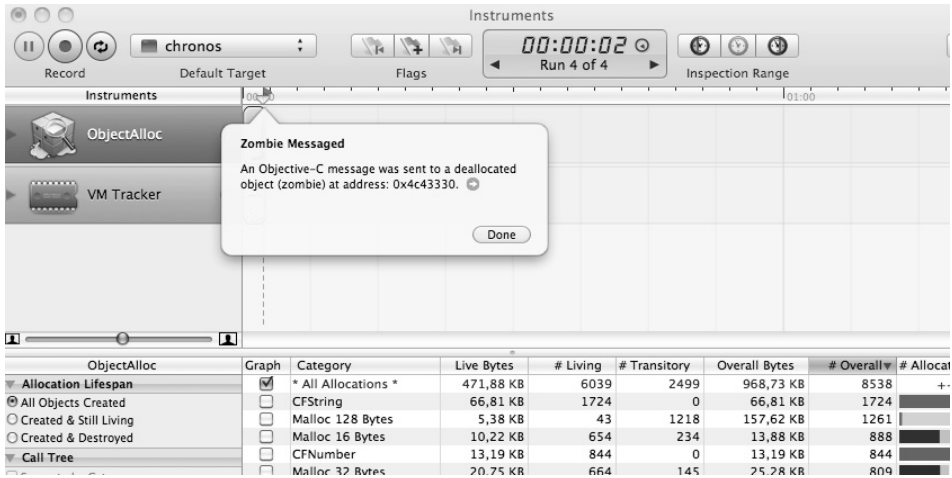 Instruments
chronos
00:00:02
Run 4 of 4
Record
Default Target
Flags
Inspection Range
Instruments
01:00
ObjectAlloc
VM Tracker
Zombie Messaged
An Objective-C message was sent to a deallocated
object (zombie) at address: 0x4c43330.
Done
ObjectAlloc Graph Category Live Bytes # Living # Transitory Overall Bytes # Overall # Allocat
Allocation Lifespan * All Allocations * 471,88 KB 6039 2499 968,73 KB 8538
All Objects Created CFString 66,81 KB 1724 0 66,81 KB 1724
Created & Still Living Malloc 128 Bytes 5,38 KB 43 1218 157,62 KB 1261
Created & Destroyed Malloc 16 Bytes 10,22 KB 654 234 13,88 KB 888
Call Tree CFNumber 13,19 KB 844 0 13,19 KB 844
Malloc 32 Bytes 20,75 KB 664 145 25,28 KB 809